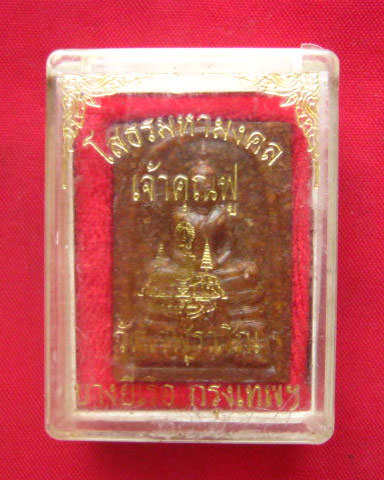 โสธรมหามงคล
เจ้าคุณฟู
บางยี่เรือ กรุงเทพฯ